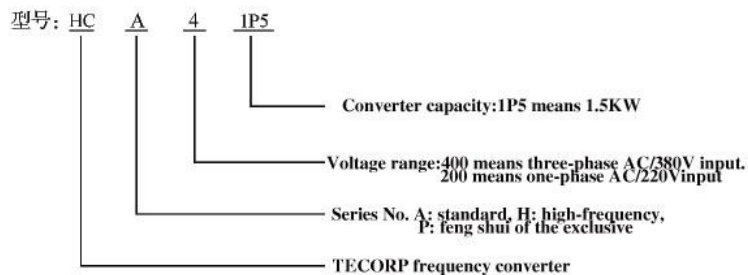 型号: HC A 4 1P5
Converter capacity:1P5 means 1.5KW
Voltage range:400 means three-phase AC/380V input.
200 means one-phase AC/220Vinput
Series No. A: standard, H: high-frequency,
P: feng shui of the exclusive
TECORP frequency converter